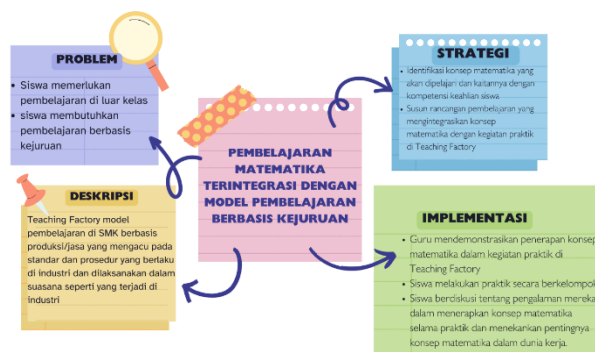 PROBLEM
• Siswa memerlukan
pembelajaran di luar kelas
• siswa membutuhkan
pembelajaran berbasis
kejuruan
STRATEGI
• Identifikasi konsep matematika yang
akan dipelajari dan kaitannya dengan
kompetensi keahlian siswa
• Susun rancangan pembelajaran yang
mengintegrasikan konsep
matematika dengan kegiatan praktik
di Teaching Factory
PEMBELAJARAN
MATEMATIKA
TERINTEGRASI DENGAN
MODEL PEMBELAJARAN
BERBASIS KEJURUAN
DESKRIPSI
Teaching Factory model
pembelajaran di SMK berbasis
produksi/jasa yang mengacu pada
standar dan prosedur yang berlaku
di industri dan dilaksanakan dalam
suasana seperti yang terjadi di
industri
IMPLEMENTASI
• Guru mendemonstrasikan penerapan konsep
matematika dalam kegiatan praktik di
Teaching Factory
• Siswa melakukan praktik secara berkelompok
• Siswa berdiskusi tentang pengalaman mereka
dalam menerapkan konsep matematika
selama praktik dan menekankan pentingnya
konsep matematika dalam dunia kerja.